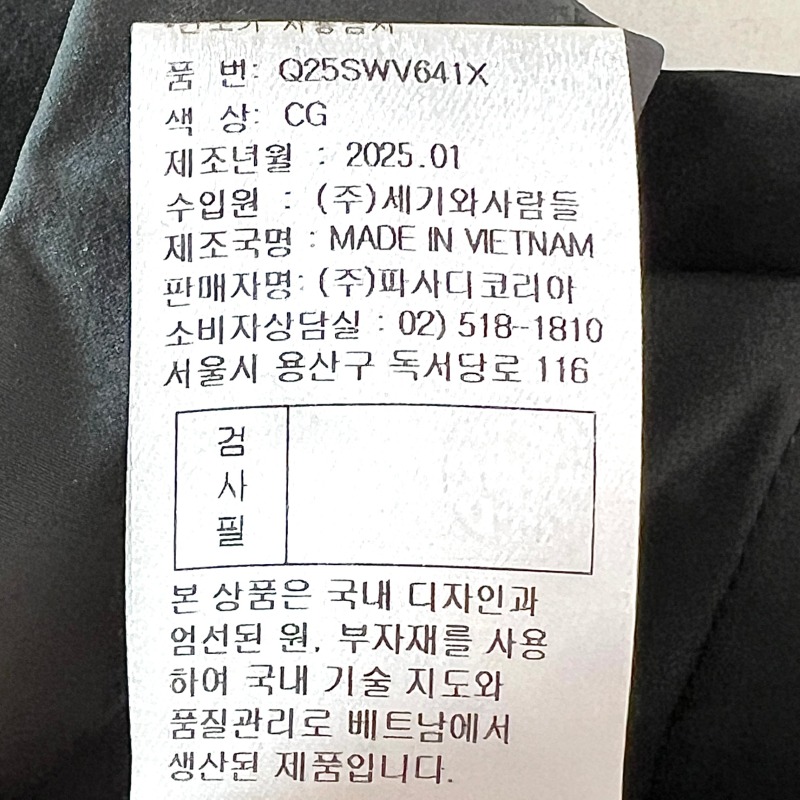 품 번: Q25SWV641X
색 상: CG
제조년월 : 2025.01
수입원 : (주)세기와사람들
제조국명 : MADE IN VIETNAM
판매자명: (주)파사디코리아
소비자상담실 : 02) 518-1810
서울시 용산구 독서당로 116
검
사
필
본 상품은 국내 디자인과
엄선된 원, 부자재를 사용
하여 국내 기술 지도와
품질관리로 베트남에서
생산된 제품입니다.